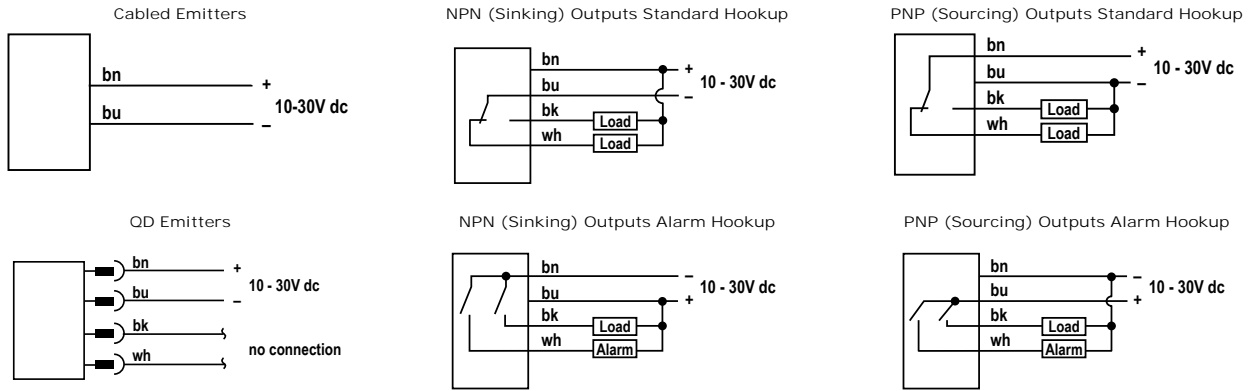 Cabled Emitters
bn
+
bu
–
10-30V dc
NPN (Sinking) Outputs Standard Hookup
bn
+
bu
–
10 - 30V dc
bk
Load
wh
Load
PNP (Sourcing) Outputs Standard Hookup
bn
+
bu
–
10 - 30V dc
bk
Load
wh
Load
QD Emitters
bn
+
bu
–
10 - 30V dc
bk
wh
no connection
NPN (Sinking) Outputs Alarm Hookup
bn
–
bu
+
10 - 30V dc
bk
Load
wh
Alarm
PNP (Sourcing) Outputs Alarm Hookup
bn
–
bu
+
10 - 30V dc
bk
Load
wh
Alarm